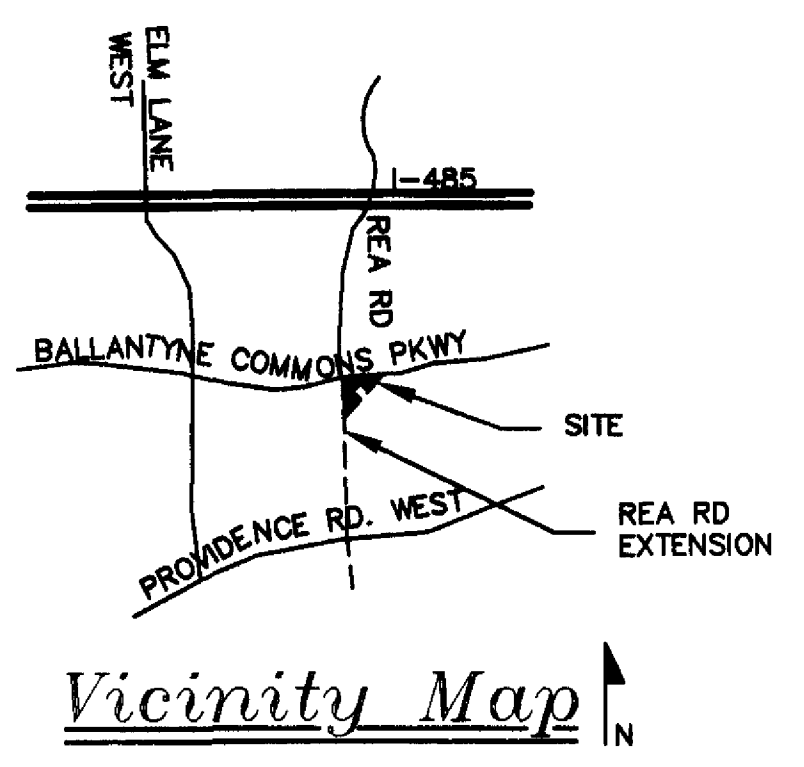 ELM LANE
WEST
I-485
REA RD
BALLANTYNE COMMONS PKWY
SITE
PROVIDENCE RD. WEST
REA RD
EXTENSION
Vicinity Map
N